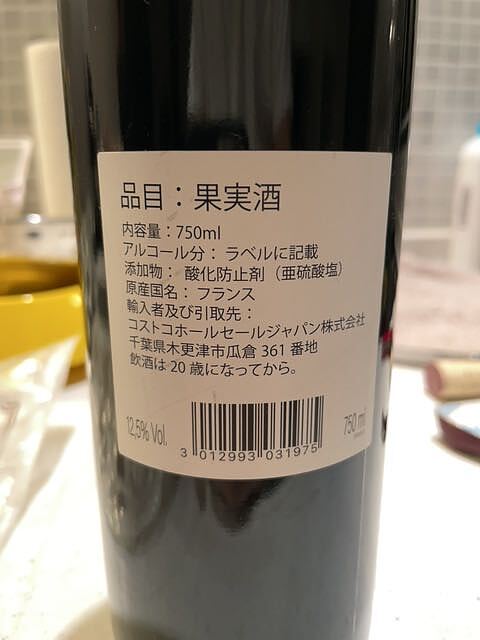 品目：果実酒
内容量：750ml
アルコール分：ラベルに記載
添加物：酸化防止剤（亜硫酸塩）
原産国名：フランス
輸入者及び引取先：
コストコホールセールジャパン株式会社
千葉県木更津市瓜倉 361 番地
飲酒は 20 歳になってから。
12,5% Vol.
750 ml
3 012993 031975